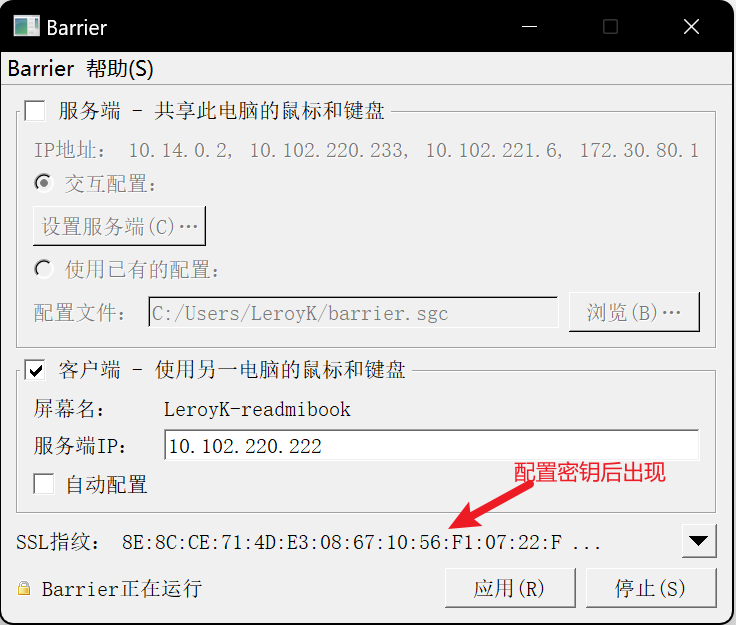 Barrier
Barrier 帮助(S)
服务端 - 共享此电脑的鼠标和键盘
IP地址: 10.14.0.2, 10.102.220.233, 10.102.221.6, 172.30.80.1
交互配置:
设置服务端(C)…
使用已有的配置:
配置文件: C:/Users/LeroyK/barrier.sgc 浏览(B)…
客户端 - 使用另一电脑的鼠标和键盘
屏幕名: LeroyK-readmibook
服务端IP: 10.102.220.222
配置密钥后出现
自动配置
SSL指纹: 8E:8C:CE:71:4D:E3:08:67:10:56:F1:07:22:F ...
Barrier正在运行 应用(R) 停止(S)